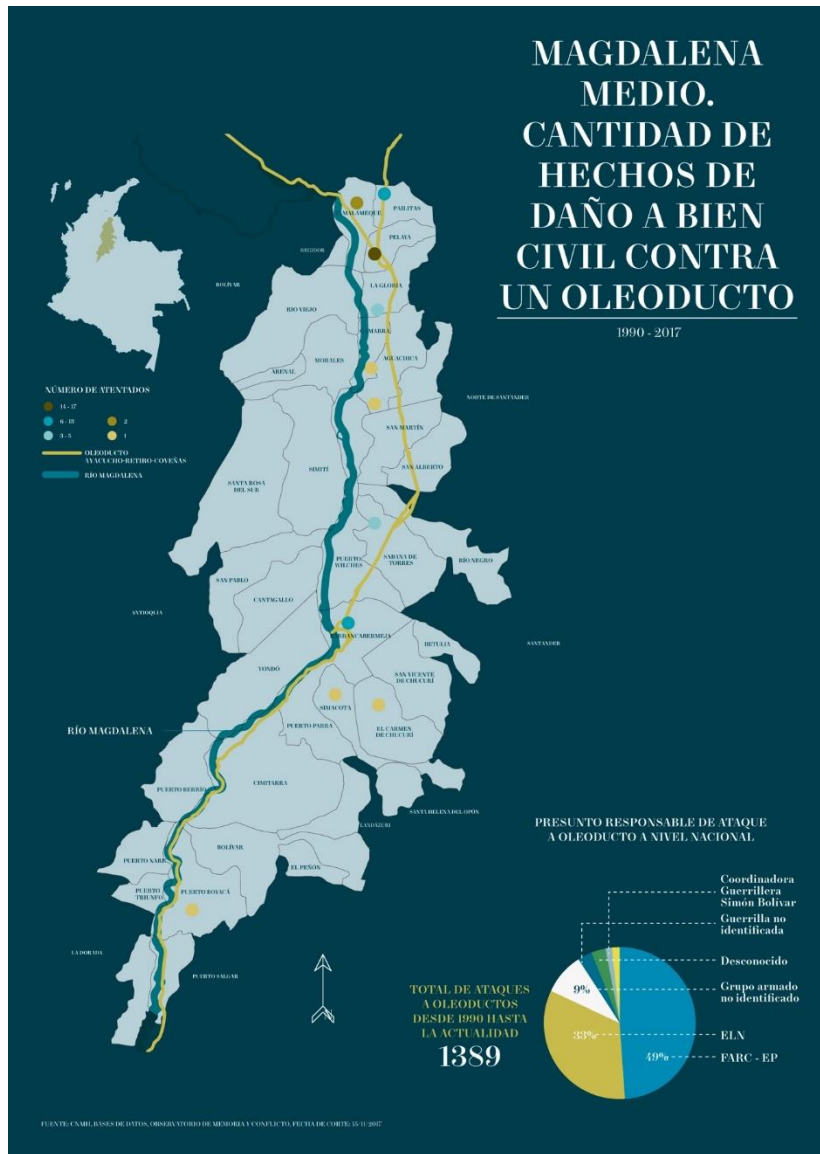 MAGDALENA
MEDIO.
CANTIDAD DE
HECHOS DE
DAÑO A BIEN
CIVIL CONTRA
UN OLEODUCTO
1990 - 2017
MALAMEQUE
PAILITAS
PELAYA
REGIDOR
BOLÍVAR
LA GLORIA
RÍO VIEJO
AGUACHICA
MORALES
ARENAL
NORTE DE SANTANDER
SAN MARTÍN
SAN ALBERTO
SIMITÍ
SANTA ROSA
DEL SUR
NÚMERO DE ATENTADOS
14 - 17
2
6 - 13
3 - 5
1
OLEODUCTO
AYACUCHO-RETIRO-COVEÑAS
RÍO MAGDALENA
PUERTO
WILCHES
SABANA DE
TORRES
RÍO NEGRO
SAN PABLO
CANTAGALLO
ANTIOQUIA
BETULIA
SANTANDER
YONDÓ
SAN VICENTE
DE CHUCURÍ
SIMACOTA
RÍO MAGDALENA
PUERTO PARRA
EL CARMEN
DE CHUCURÍ
CIMITARRA
PUERTO BERRÍO
SANTA HELENA DEL OPÓN
LANDÁZURI
BOLÍVAR
EL PEÑÓN
PUERTO NARE
PUERTO
TRIUNFO
PUERTO BOYACÁ
LA DORADA
PUERTO SALGAR
PRESUNTO RESPONSABLE DE ATAQUE
A OLEODUCTO A NIVEL NACIONAL
Coordinadora
Guerrillera
Simón Bolívar
Guerrilla no
identificada
Desconocido
9%
Grupo armado
no identificado
33%
ELN
49%
FARC - EP
TOTAL DE ATAQUES
A OLEODUCTOS
DESDE 1990 HASTA
LA ACTUALIDAD
1389
FUENTE: CNMH, BASES DE DATOS, OBSERVATORIO DE MEMORIA Y CONFLICTO, FECHA DE CORTE: 15/11/2017